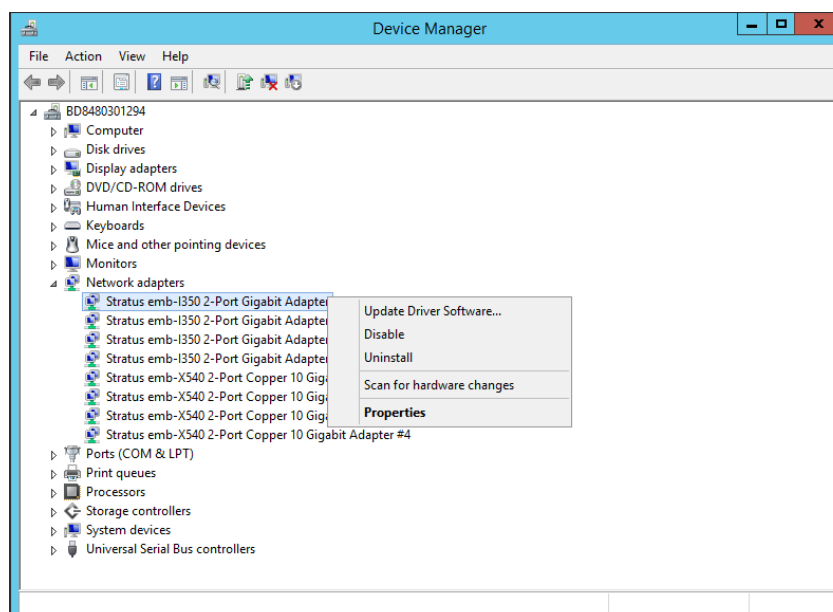 Device Manager
File Action View Help
BD8480301294
Computer
Disk drives
Display adapters
DVD/CD-ROM drives
Human Interface Devices
Keyboards
Mice and other pointing devices
Monitors
Network adapters
Stratus emb-I350 2-Port Gigabit Adapter
Stratus emb-I350 2-Port Gigabit Adapter
Stratus emb-I350 2-Port Gigabit Adapter
Stratus emb-I350 2-Port Gigabit Adapter
Stratus emb-X540 2-Port Copper 10 Giga
Stratus emb-X540 2-Port Copper 10 Giga
Stratus emb-X540 2-Port Copper 10 Giga
Stratus emb-X540 2-Port Copper 10 Gigabit Adapter #4
Ports (COM & LPT)
Print queues
Processors
Storage controllers
System devices
Universal Serial Bus controllers
Update Driver Software...
Disable
Uninstall
Scan for hardware changes
Properties